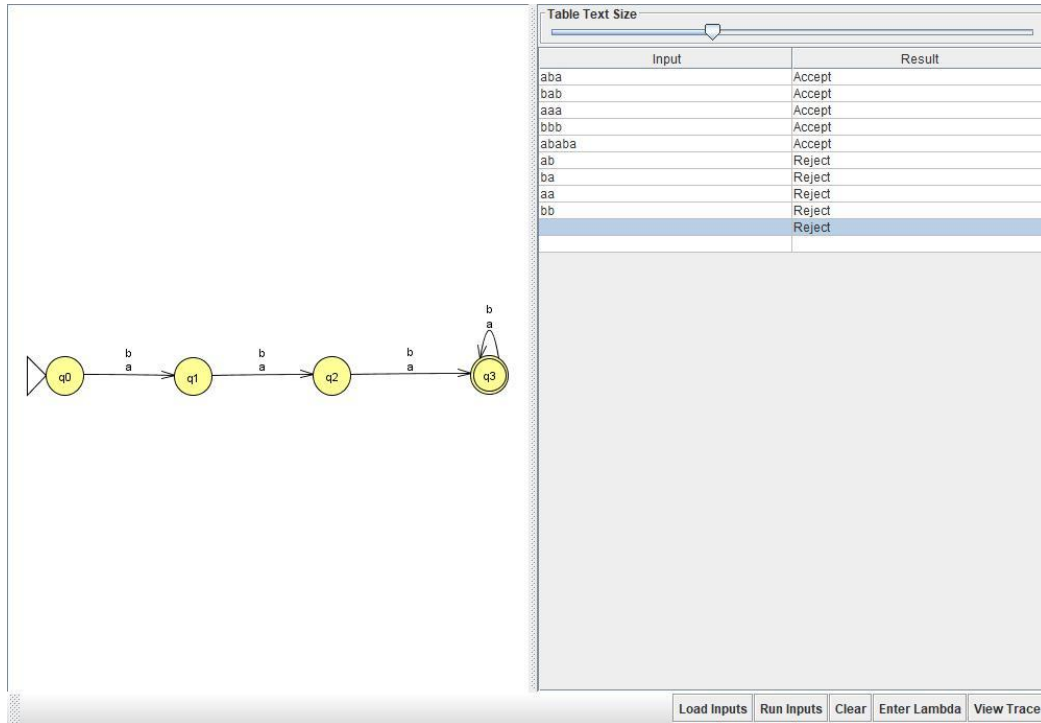 Table Text Size
Input Result
aba Accept
bab Accept
aaa Accept
bbb Accept
ababa Accept
ab Reject
ba Reject
aa Reject
bb Reject
Reject
b
a
b b b
a a a
q0 q1 q2 q3
Load Inputs Run Inputs Clear Enter Lambda View Trace